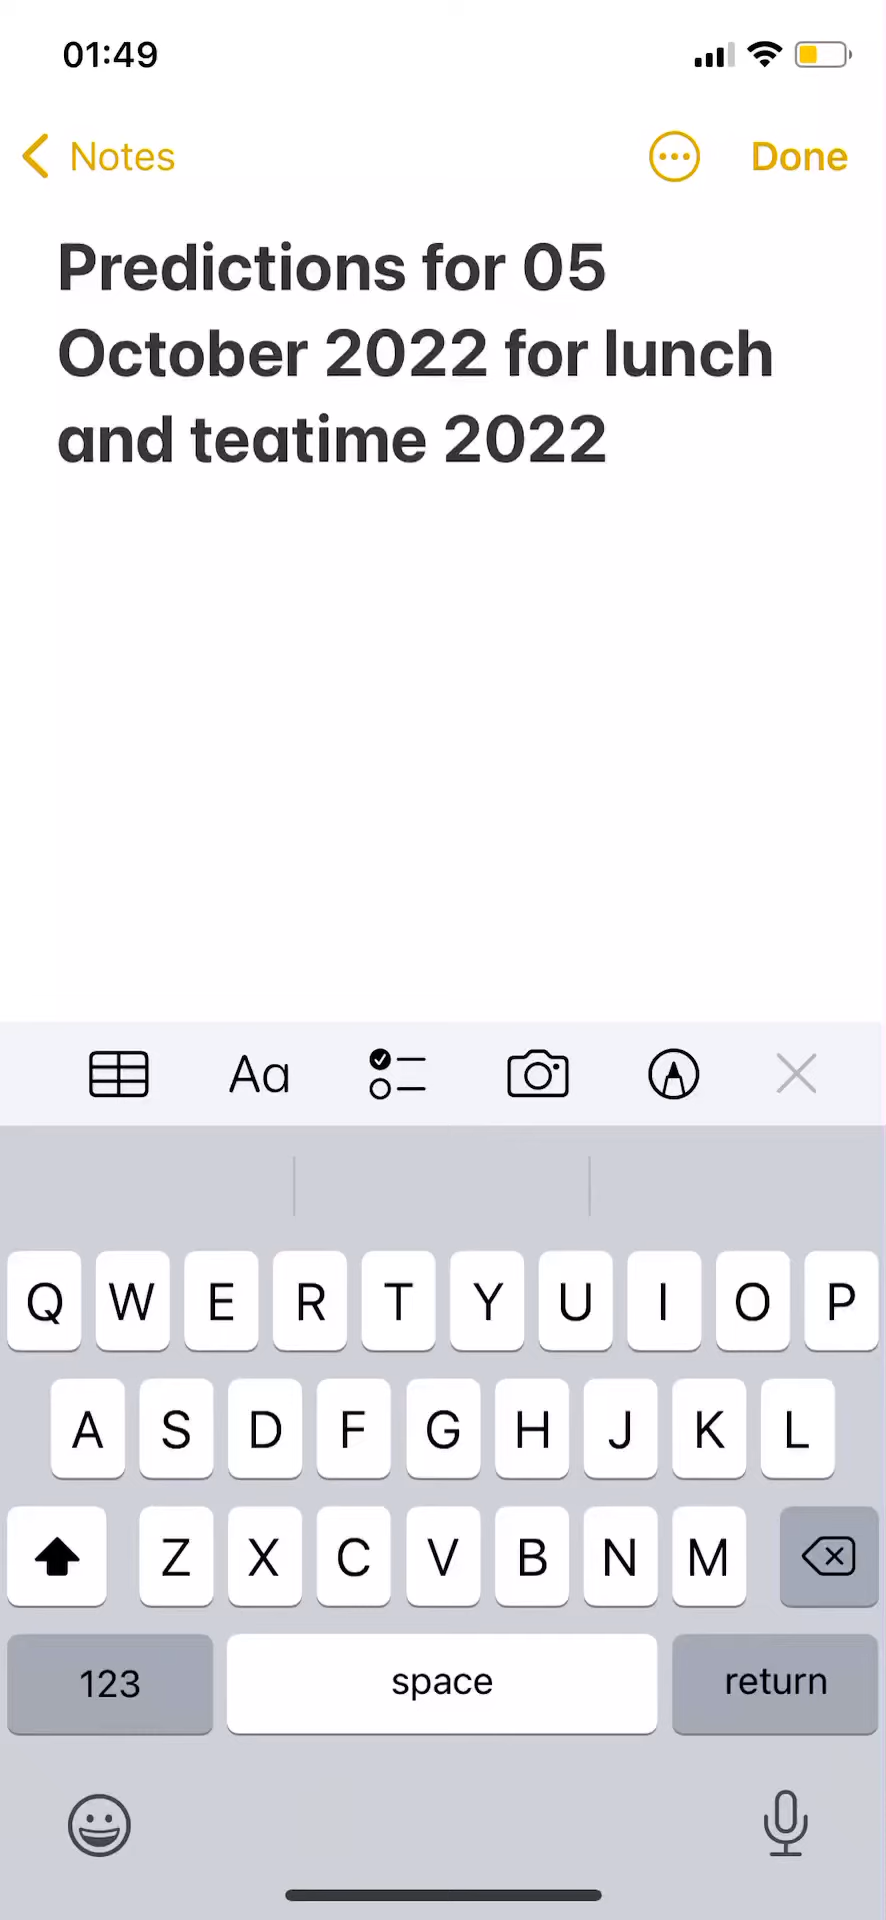 01:49
Notes
Done
Predictions for 05
October 2022 for lunch
and teatime 2022
Aa
Q W E R T Y U I O P
A S D F G H J K L
Z X C V B N M
123 space return